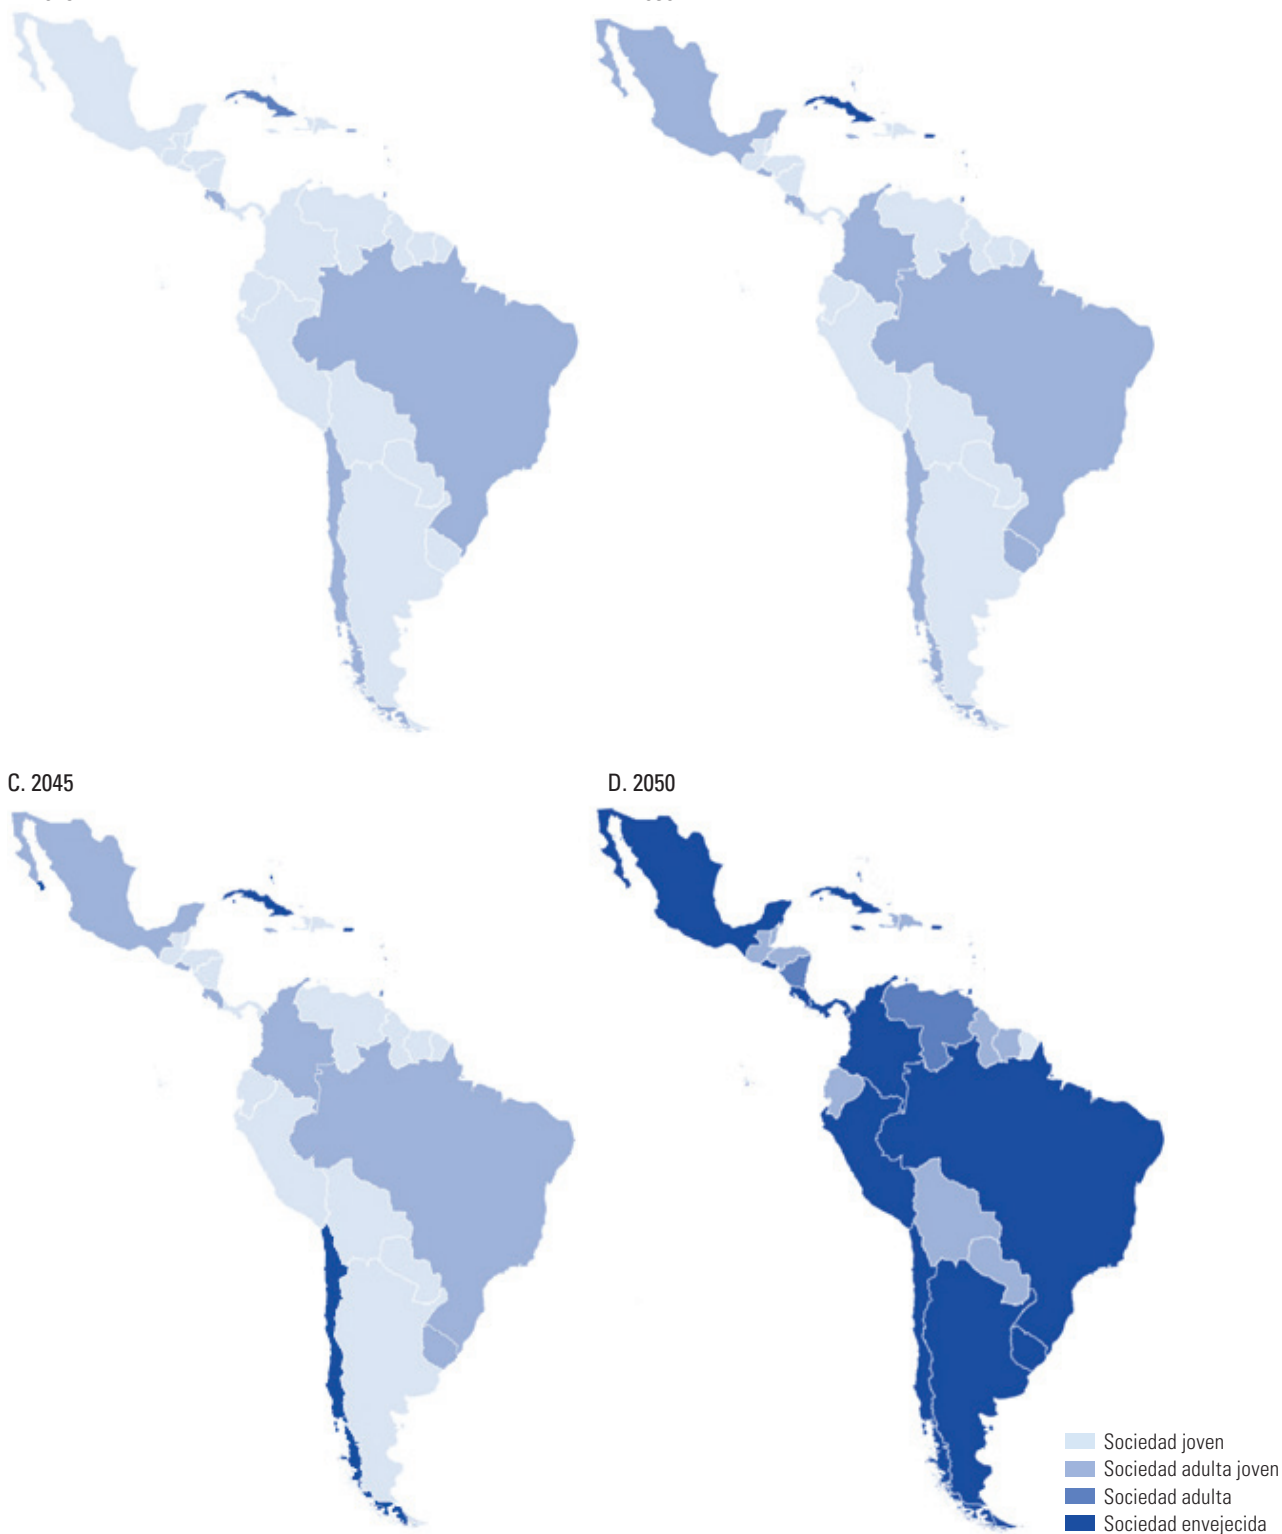 C. 2045
D. 2050
Sociedad joven
Sociedad adulta joven
Sociedad adulta
Sociedad envejecida